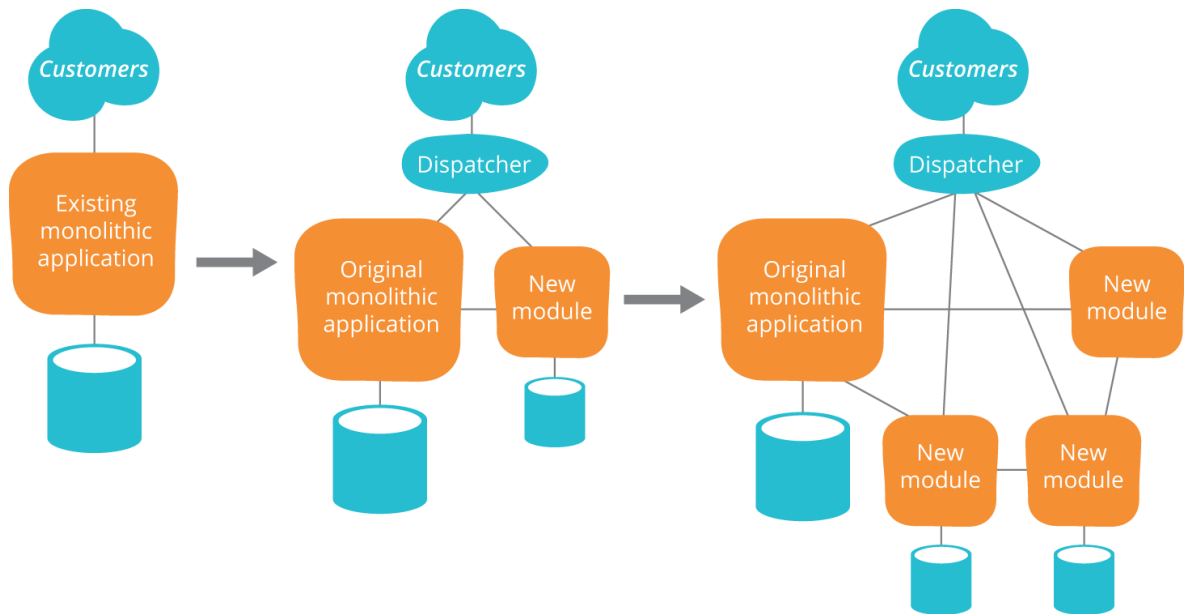 Customers
Existing
monolithic
application
Customers
Dispatcher
Original
monolithic
application
New
module
Customers
Dispatcher
Original
monolithic
application
New
module
New
module
New
module